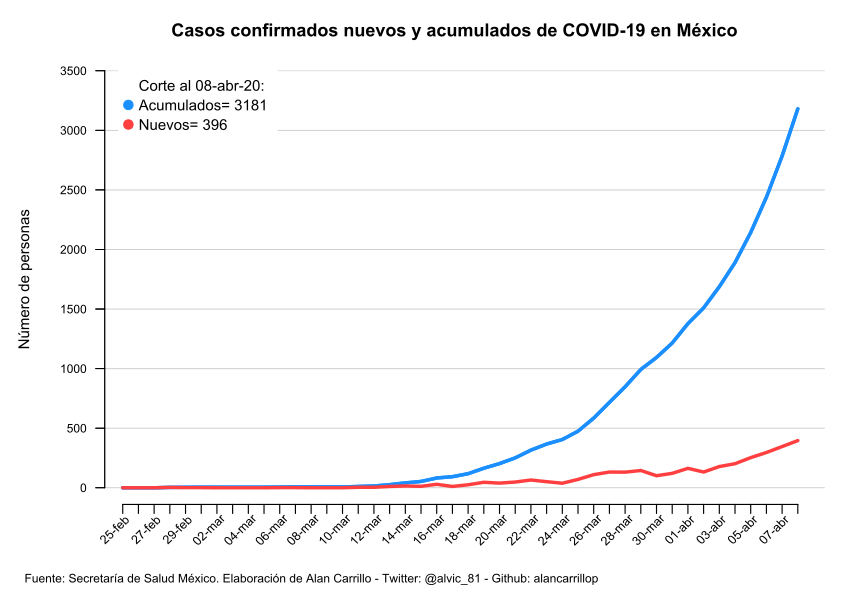 Casos confirmados nuevos y acumulados de COVID-19 en México
Número de personas
3500
3000
2500
2000
1500
1000
500
0
Corte al 08-abr-20:
Acumulados= 3181
Nuevos= 396
25-feb
27-feb
29-feb
02-mar
04-mar
06-mar
08-mar
10-mar
12-mar
14-mar
16-mar
18-mar
20-mar
22-mar
24-mar
26-mar
28-mar
30-mar
01-abr
03-abr
05-abr
07-abr
Fuente: Secretaría de Salud México. Elaboración de Alan Carrillo - Twitter: @alvic_81 - Github: alancarrillop